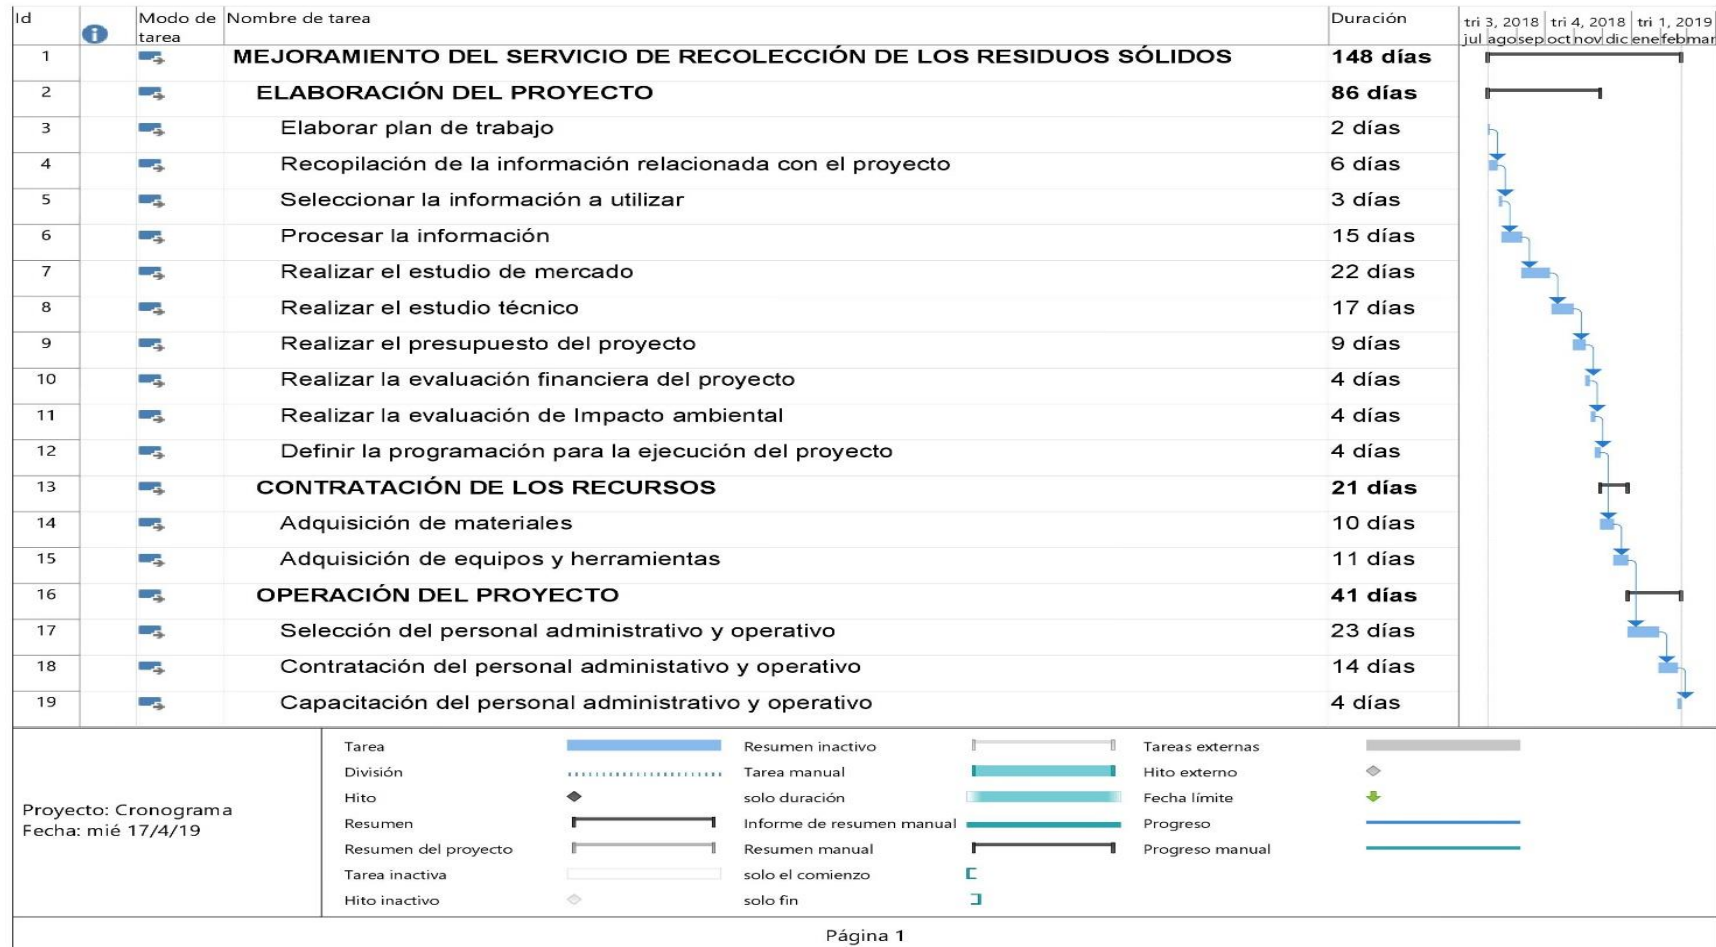 Id Modo de tarea Nombre de tarea Duración tri 3, 2018 tri 4, 2018 tri 1, 2019
jul ago sep oct nov dic ene feb mar
1 MEJORAMIENTO DEL SERVICIO DE RECOLECCIÓN DE LOS RESIDUOS SÓLIDOS 148 días
2 ELABORACIÓN DEL PROYECTO 86 días
3 Elaborar plan de trabajo 2 días
4 Recopilación de la información relacionada con el proyecto 6 días
5 Seleccionar la información a utilizar 3 días
6 Procesar la información 15 días
7 Realizar el estudio de mercado 22 días
8 Realizar el estudio técnico 17 días
9 Realizar el presupuesto del proyecto 9 días
10 Realizar la evaluación financiera del proyecto 4 días
11 Realizar la evaluación de Impacto ambiental 4 días
12 Definir la programación para la ejecución del proyecto 4 días
13 CONTRATACIÓN DE LOS RECURSOS 21 días
14 Adquisición de materiales 10 días
15 Adquisición de equipos y herramientas 11 días
16 OPERACIÓN DEL PROYECTO 41 días
17 Selección del personal administrativo y operativo 23 días
18 Contratación del personal administativo y operativo 14 días
19 Capacitación del personal administrativo y operativo 4 días
Proyecto: Cronograma
Fecha: mié 17/4/19
Tarea Resumen inactivo Tareas externas
División Tarea manual Hito externo
Hito solo duración Fecha límite
Resumen Informe de resumen manual Progreso
Resumen del proyecto Resumen manual Progreso manual
Tarea inactiva solo el comienzo
Hito inactivo solo fin
Página 1